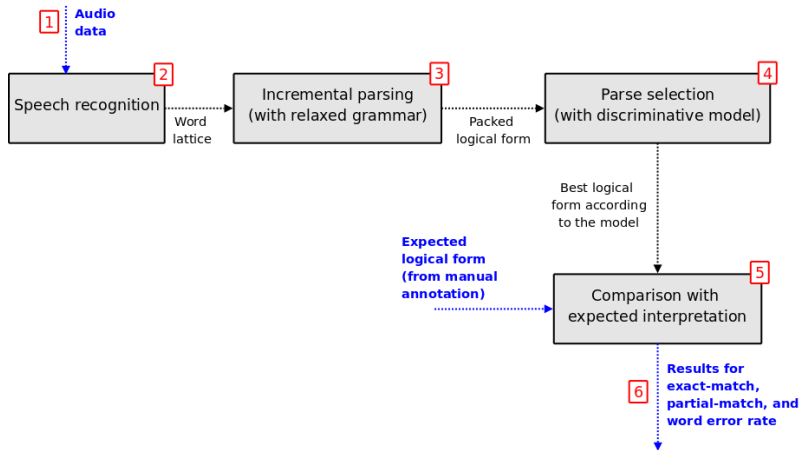 1
Audio
data
2
Speech recognition
Word
lattice
3
Incremental parsing
(with relaxed grammar)
Packed
logical form
4
Parse selection
(with discriminative model)
Best logical
form according
to the model
Expected
logical form
(from manual
annotation)
5
Comparison with
expected interpretation
6
Results for
exact-match,
partial-match, and
word error rate